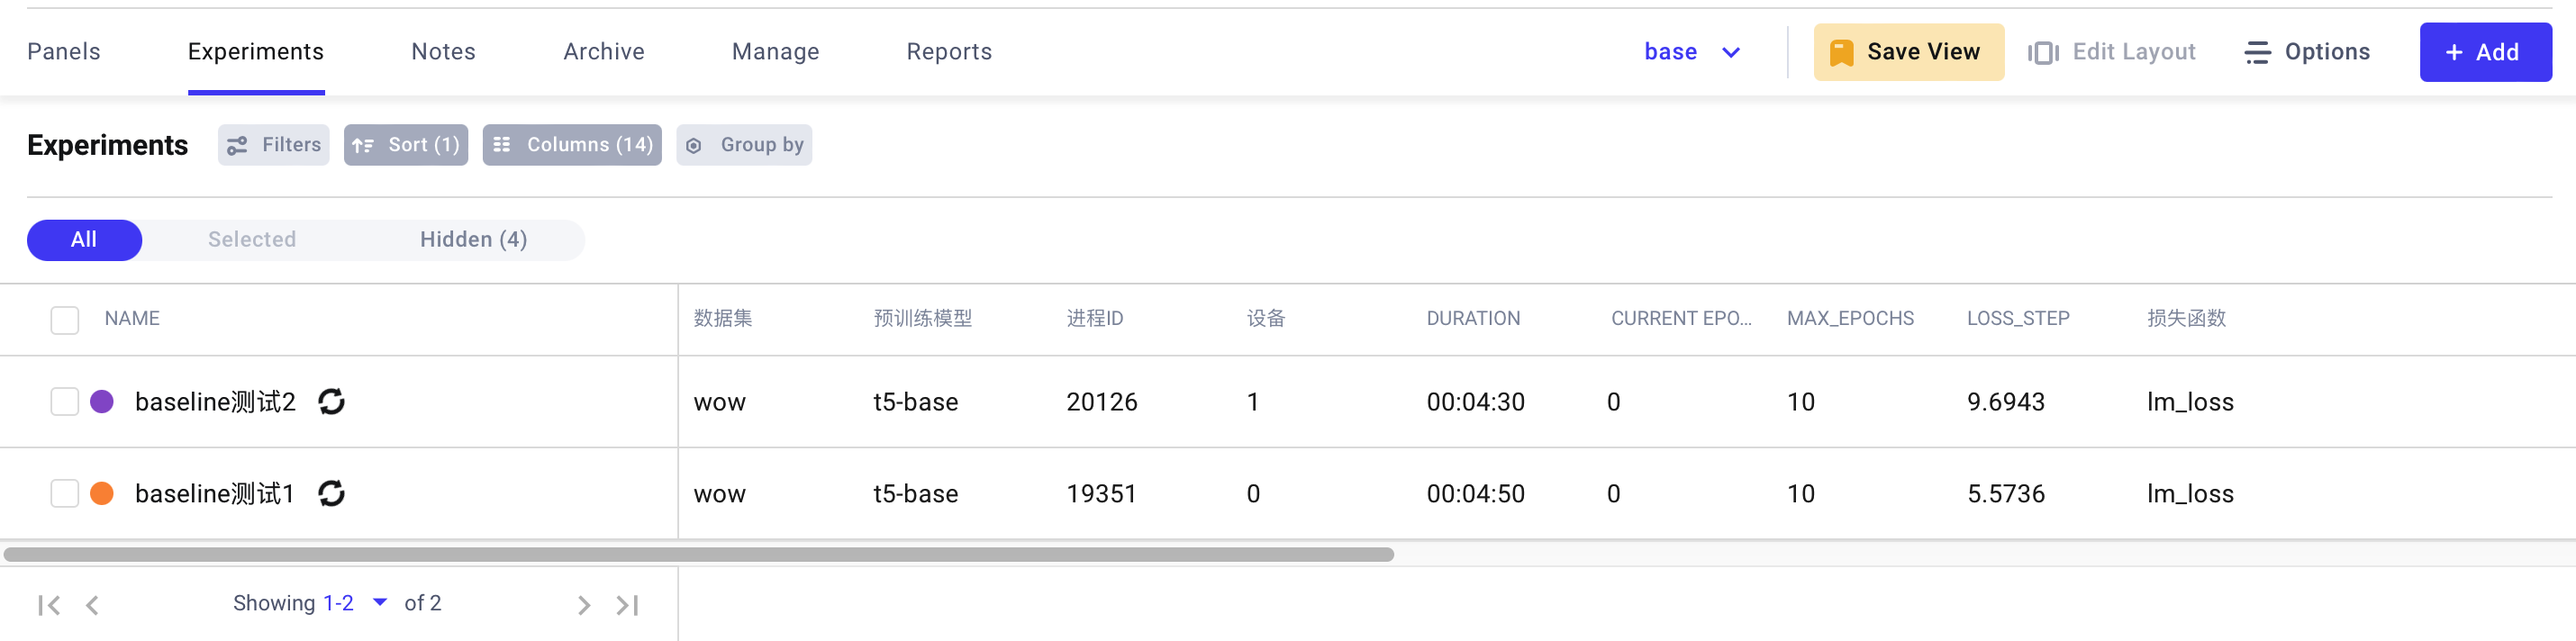 Panels Experiments Notes Archive Manage Reports base Save View Edit Layout Options + Add
Experiments Filters Sort (1) Columns (14) Group by
All Selected Hidden (4)
NAME 数据集 预训练模型 进程ID 设备 DURATION CURRENT EPO... MAX_EPOCHS LOSS_STEP 损失函数
baseline测试2 wow t5-base 20126 1 00:04:30 0 10 9.6943 lm_loss
baseline测试1 wow t5-base 19351 0 00:04:50 0 10 5.5736 lm_loss
Showing 1-2 of 2